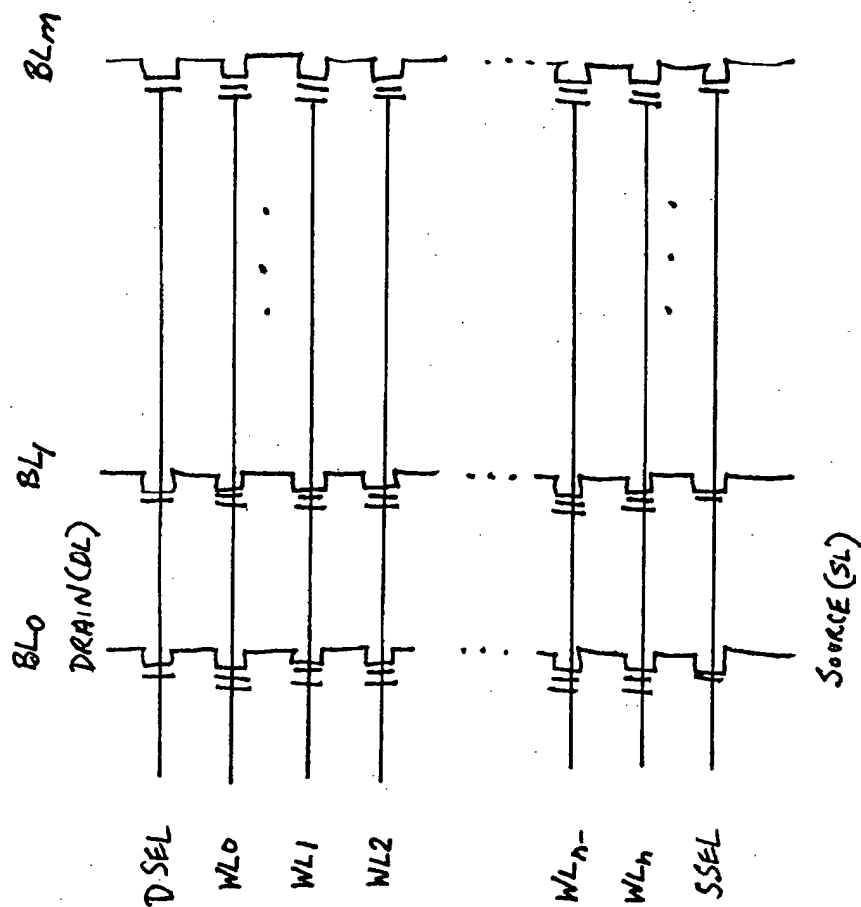 BL0
BL1
BLm
DRAIN(DL)
DSEL
WL0
WL1
WL2
WLn-
WLn
SSEL
SOURCE(SL)